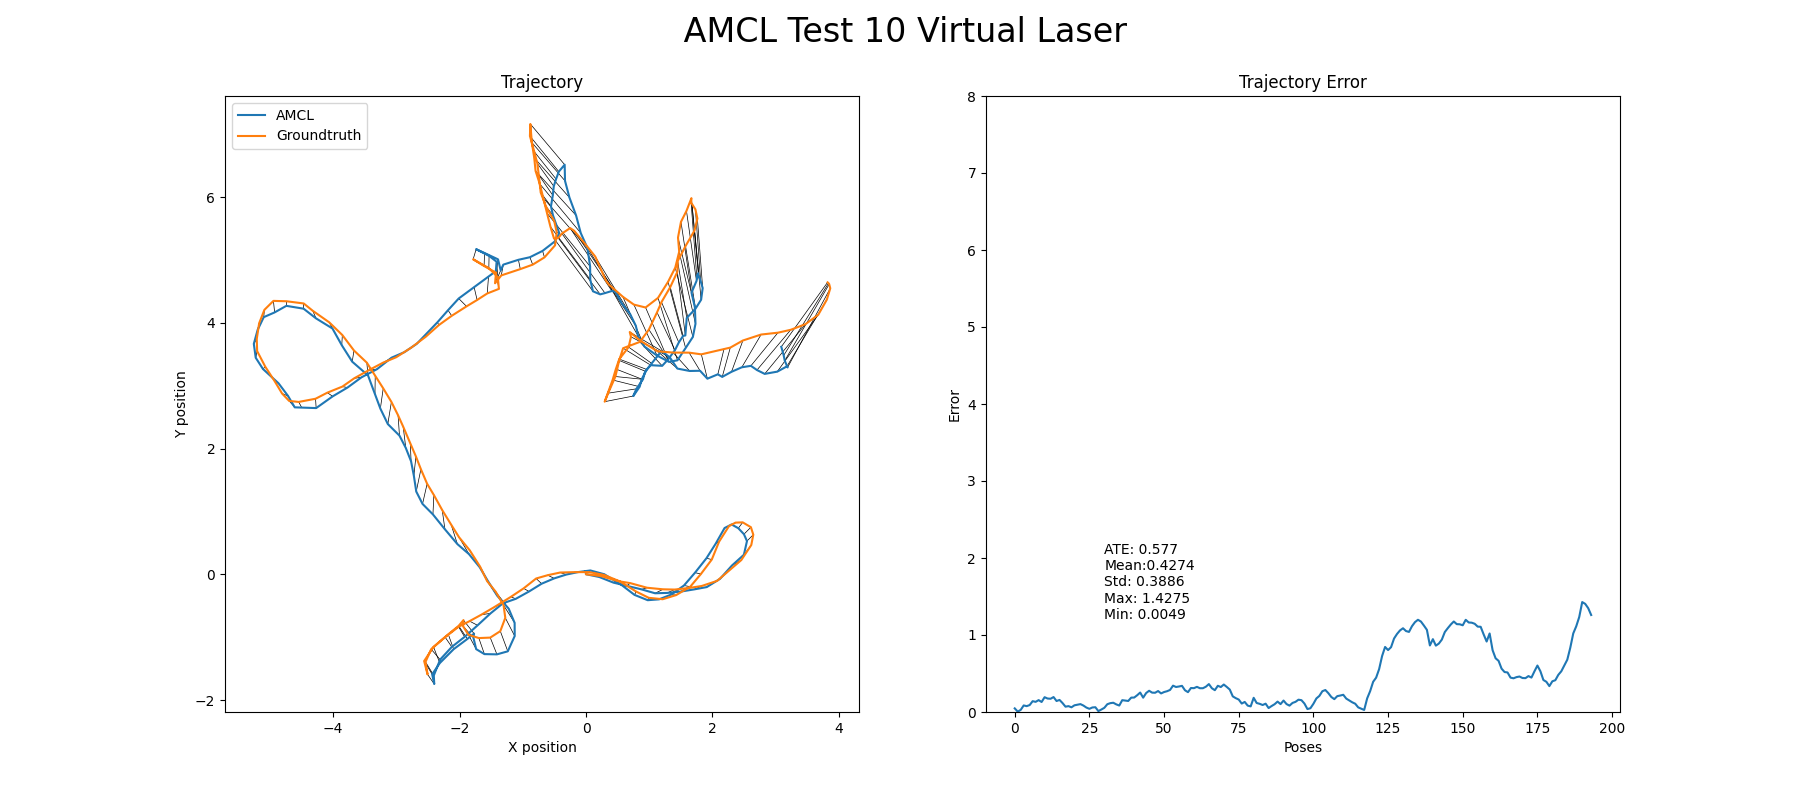 AMCL Test 10 Virtual Laser
Trajectory
AMCL
Groundtruth
6
4
2
0
−2
Y position
−4
−2
0
2
4
X position
Trajectory Error
8
7
6
5
4
3
2
1
0
Error
ATE: 0.577
Mean:0.4274
Std: 0.3886
Max: 1.4275
Min: 0.0049
0
25
50
75
100
125
150
175
200
Poses